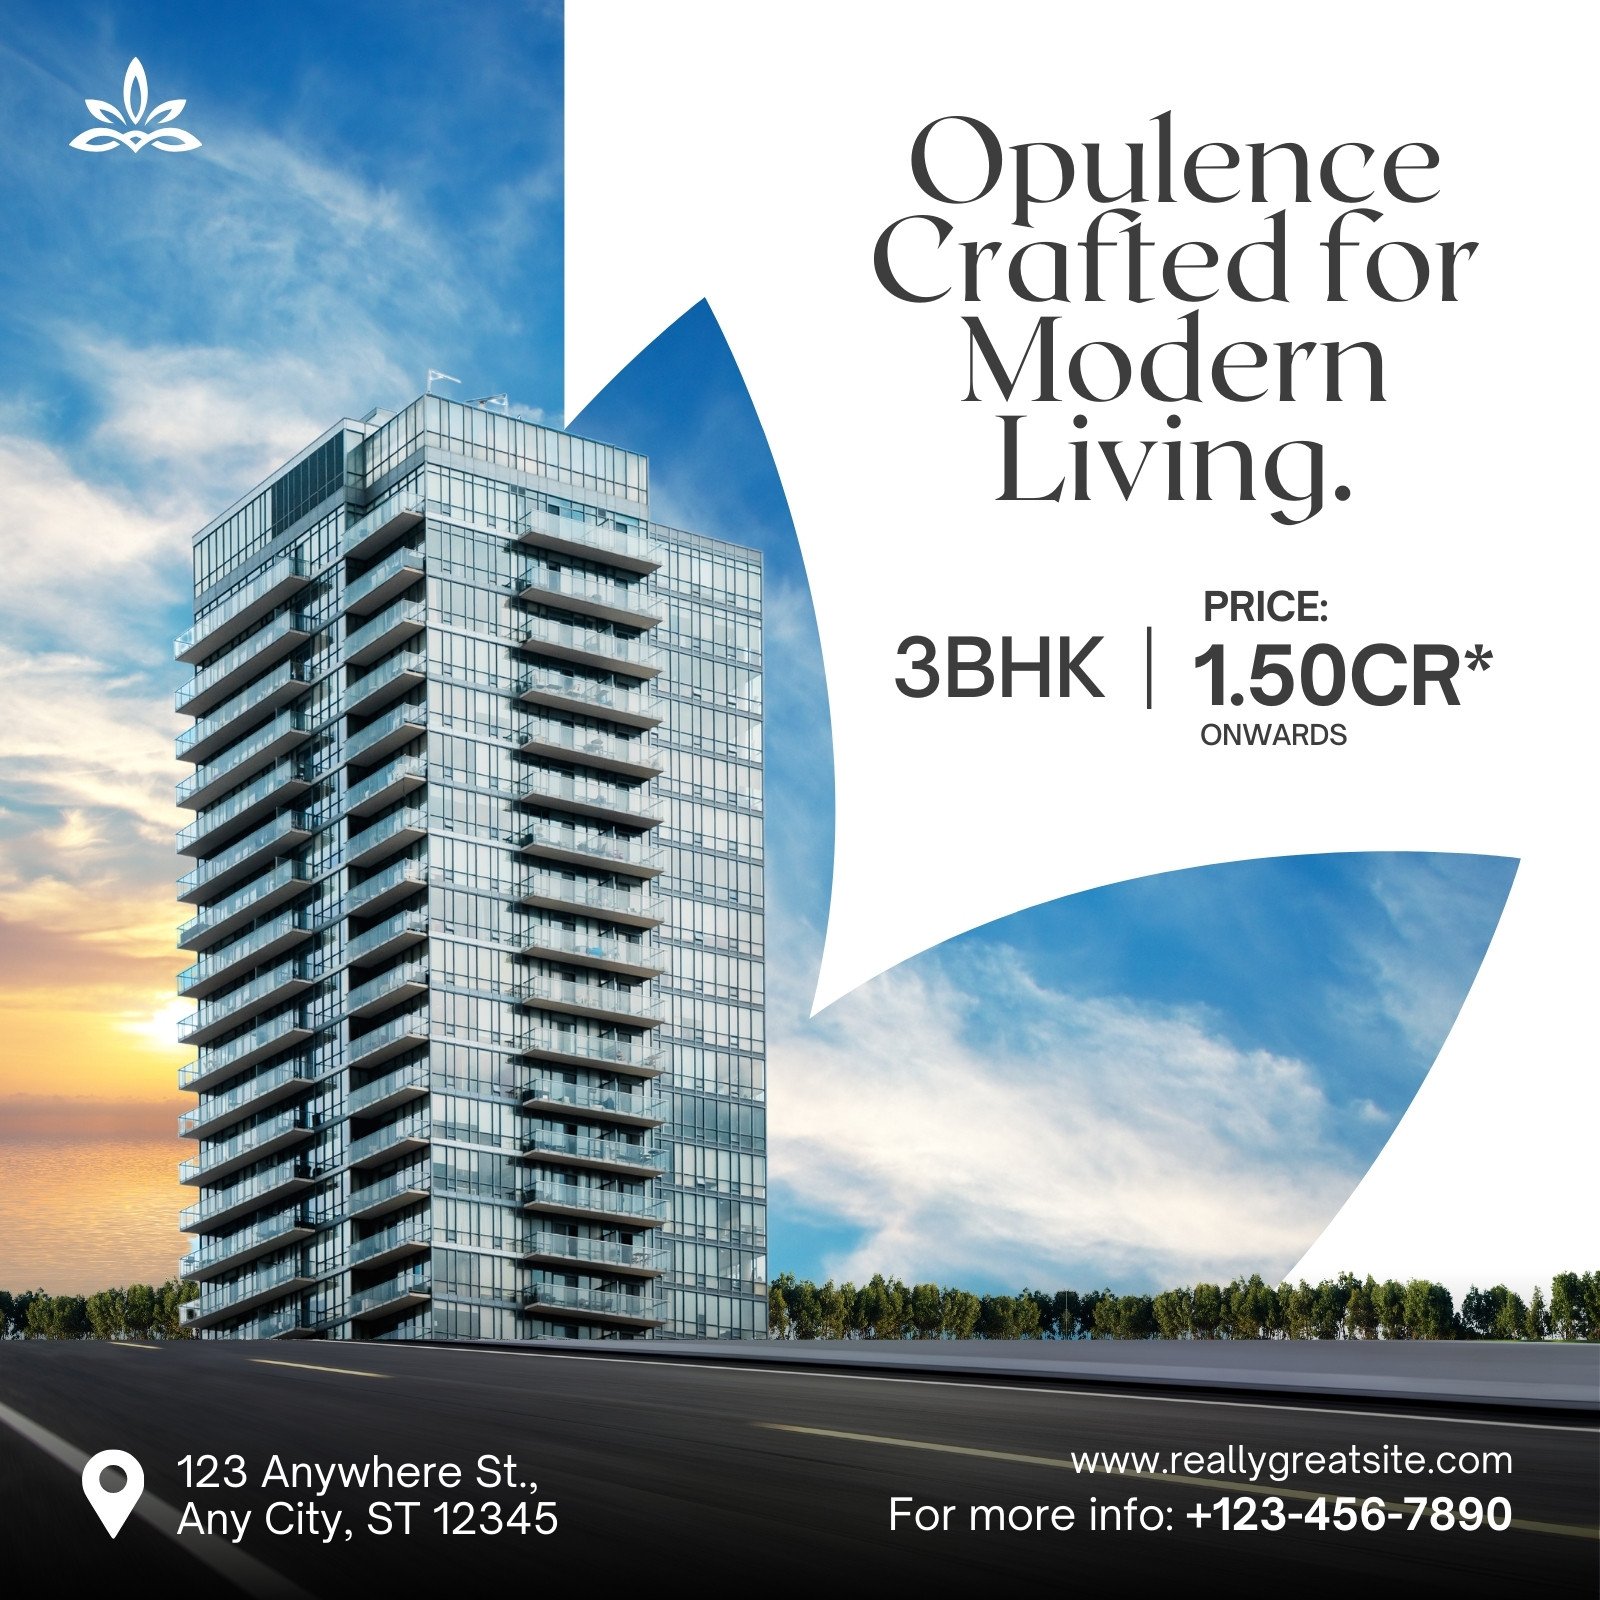 Opulence
Crafted for
Modern
Living.
3BHK
PRICE:
1.50CR*
ONWARDS
123 Anywhere St.,
Any City, ST 12345
www.reallygreatsite.com
For more info: +123-456-7890